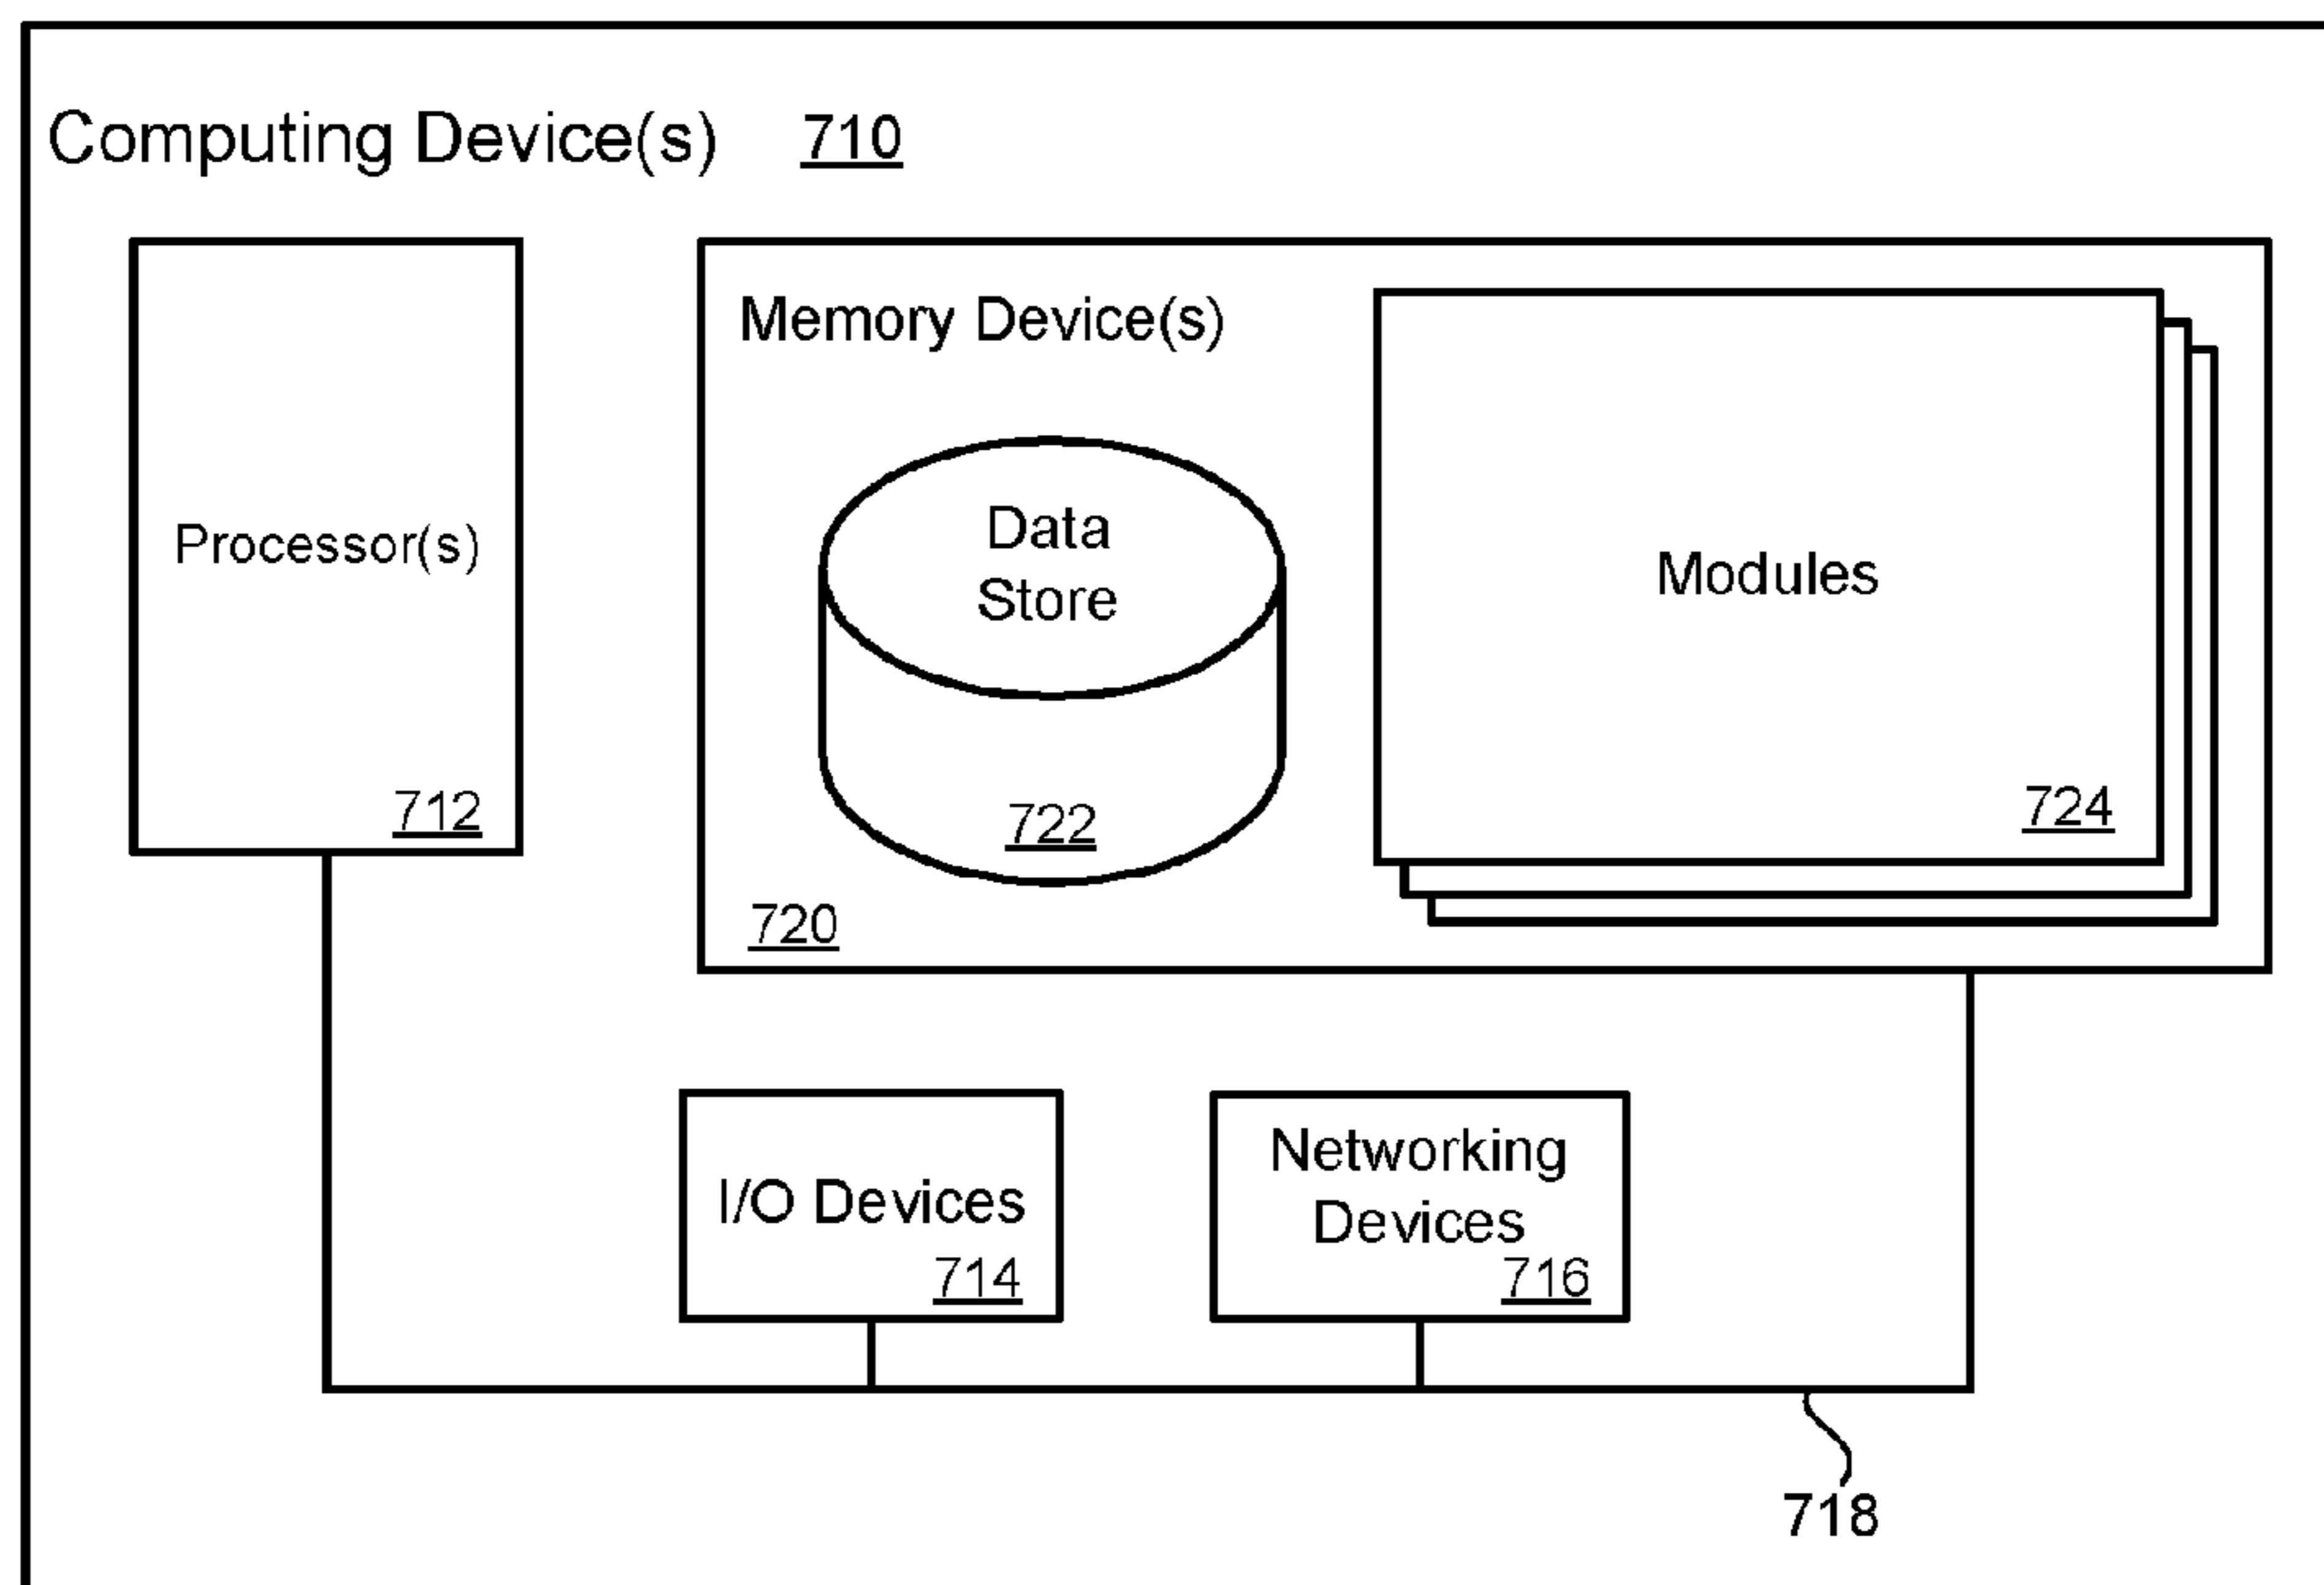 Computing Device(s) 710
Processor(s)
712
Memory Device(s)
Data
Store
722
720
Modules
724
I/O Devices
714
Networking
Devices
716
718